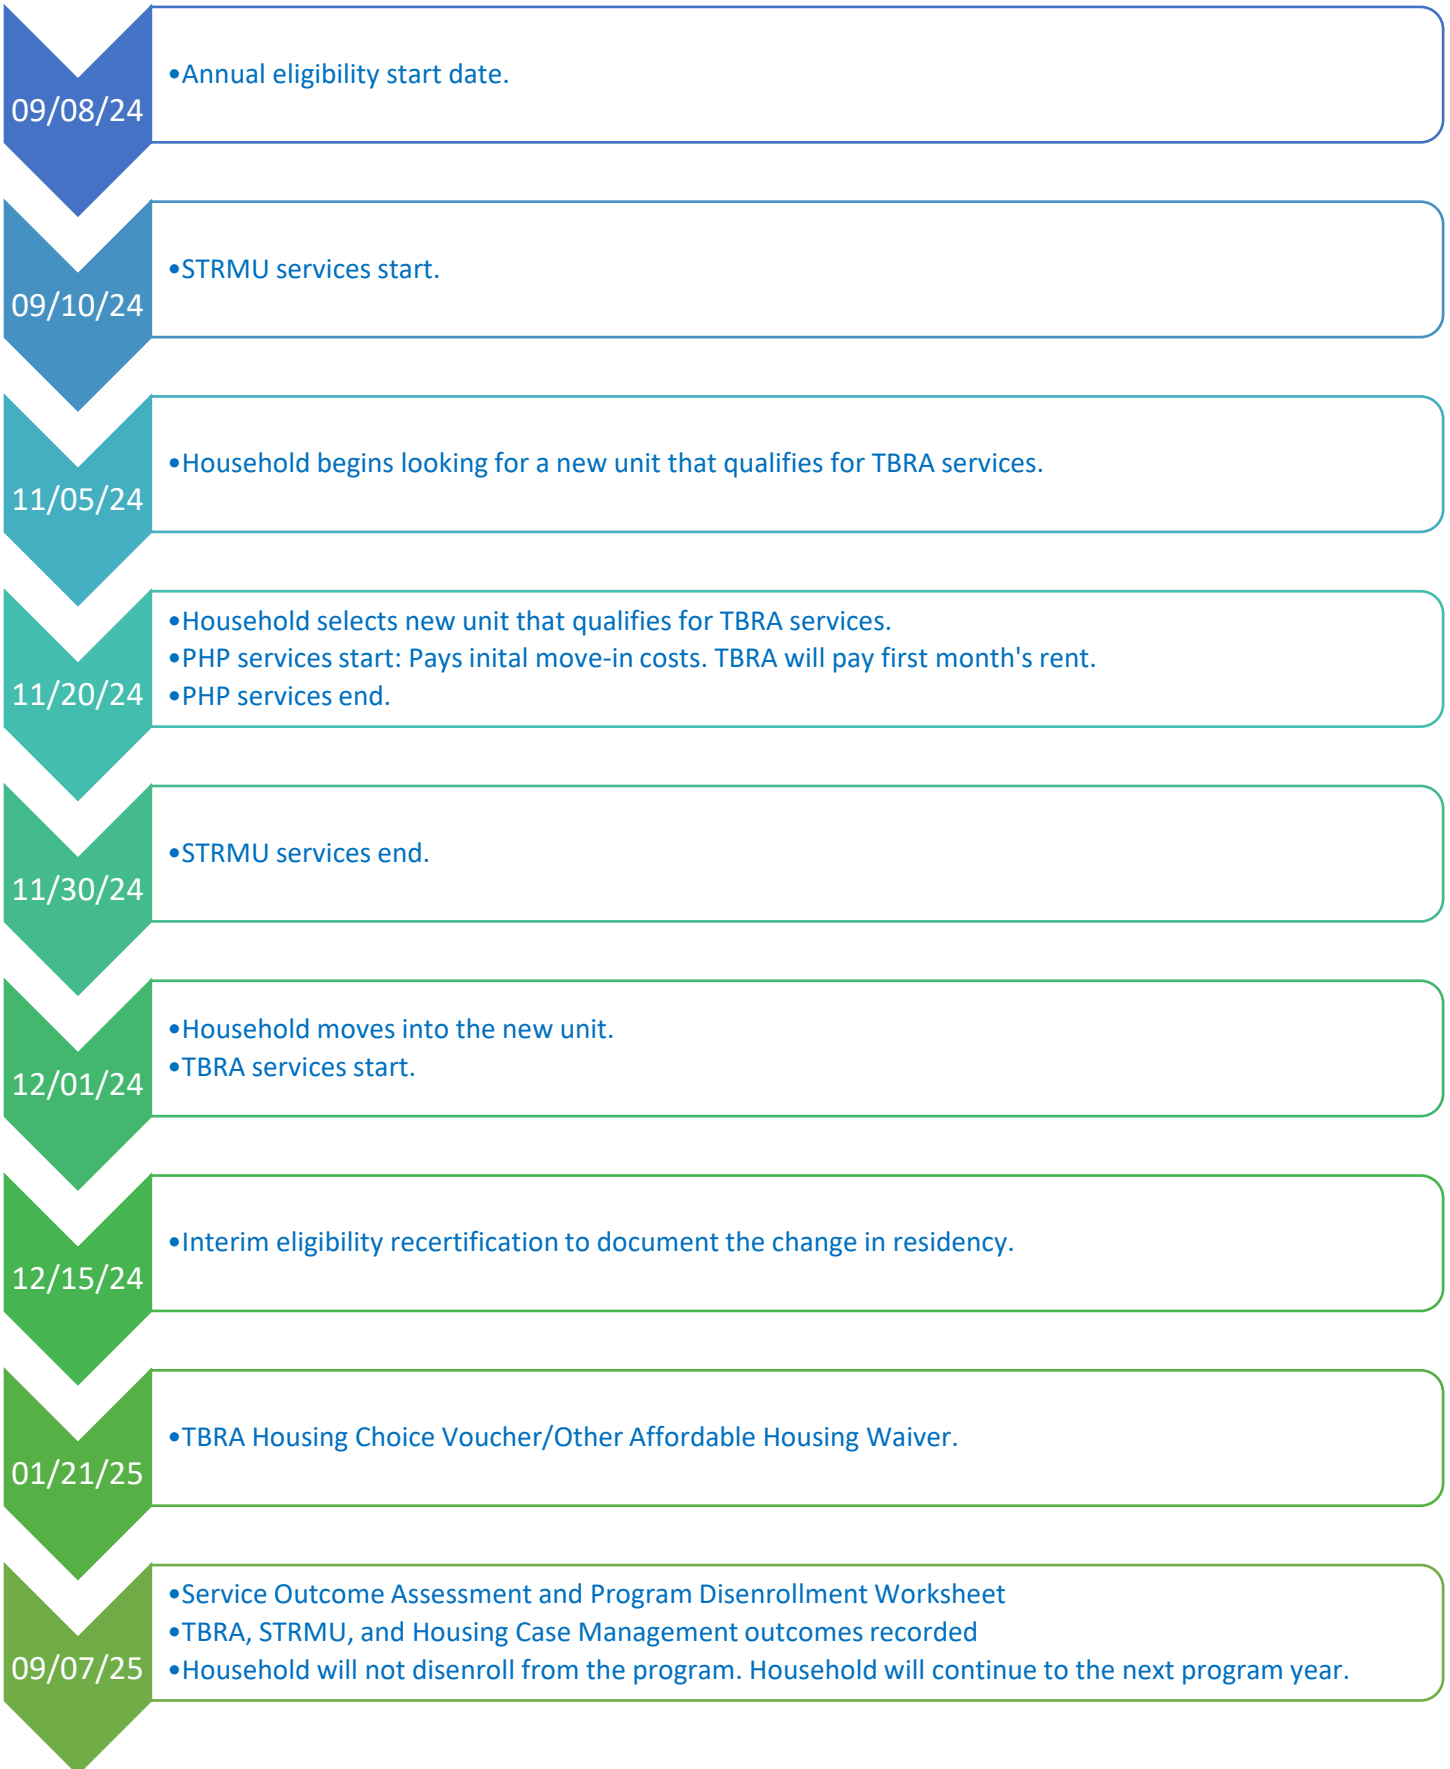 09/08/24
•Annual eligibility start date.
09/10/24
•STRMU services start.
11/05/24
•Household begins looking for a new unit that qualifies for TBRA services.
11/20/24
•Household selects new unit that qualifies for TBRA services.
•PHP services start: Pays inital move-in costs. TBRA will pay first month's rent.
•PHP services end.
11/30/24
•STRMU services end.
12/01/24
•Household moves into the new unit.
•TBRA services start.
12/15/24
•Interim eligibility recertification to document the change in residency.
01/21/25
•TBRA Housing Choice Voucher/Other Affordable Housing Waiver.
09/07/25
•Service Outcome Assessment and Program Disenrollment Worksheet
•TBRA, STRMU, and Housing Case Management outcomes recorded
•Household will not disenroll from the program. Household will continue to the next program year.